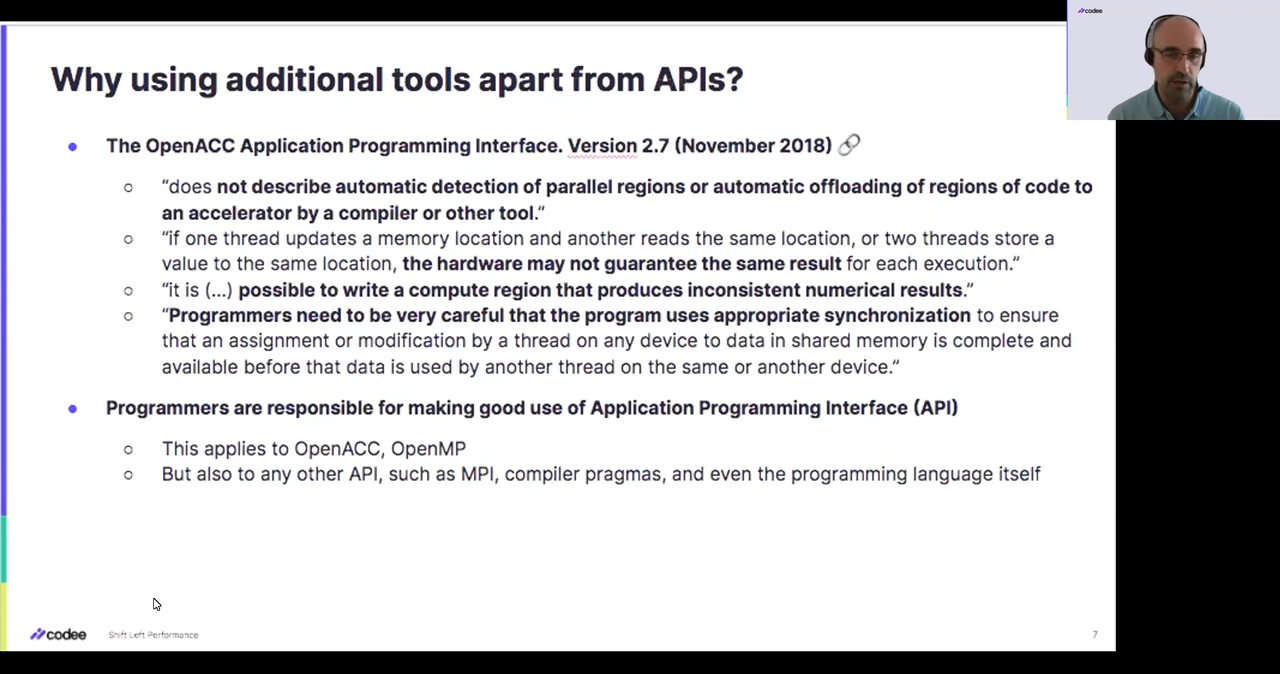 codee
Why using additional tools apart from APIs?
● The OpenACC Application Programming Interface. Version 2.7 (November 2018) 🔗
○ “does not describe automatic detection of parallel regions or automatic offloading of regions of code to
an accelerator by a compiler or other tool.”
○ “if one thread updates a memory location and another reads the same location, or two threads store a
value to the same location, the hardware may not guarantee the same result for each execution.”
○ “it is (...) possible to write a compute region that produces inconsistent numerical results.”
○ “Programmers need to be very careful that the program uses appropriate synchronization to ensure
that an assignment or modification by a thread on any device to data in shared memory is complete and
available before that data is used by another thread on the same or another device.”
● Programmers are responsible for making good use of Application Programming Interface (API)
○ This applies to OpenACC, OpenMP
○ But also to any other API, such as MPI, compiler pragmas, and even the programming language itself
codee Shift Left Performance 7